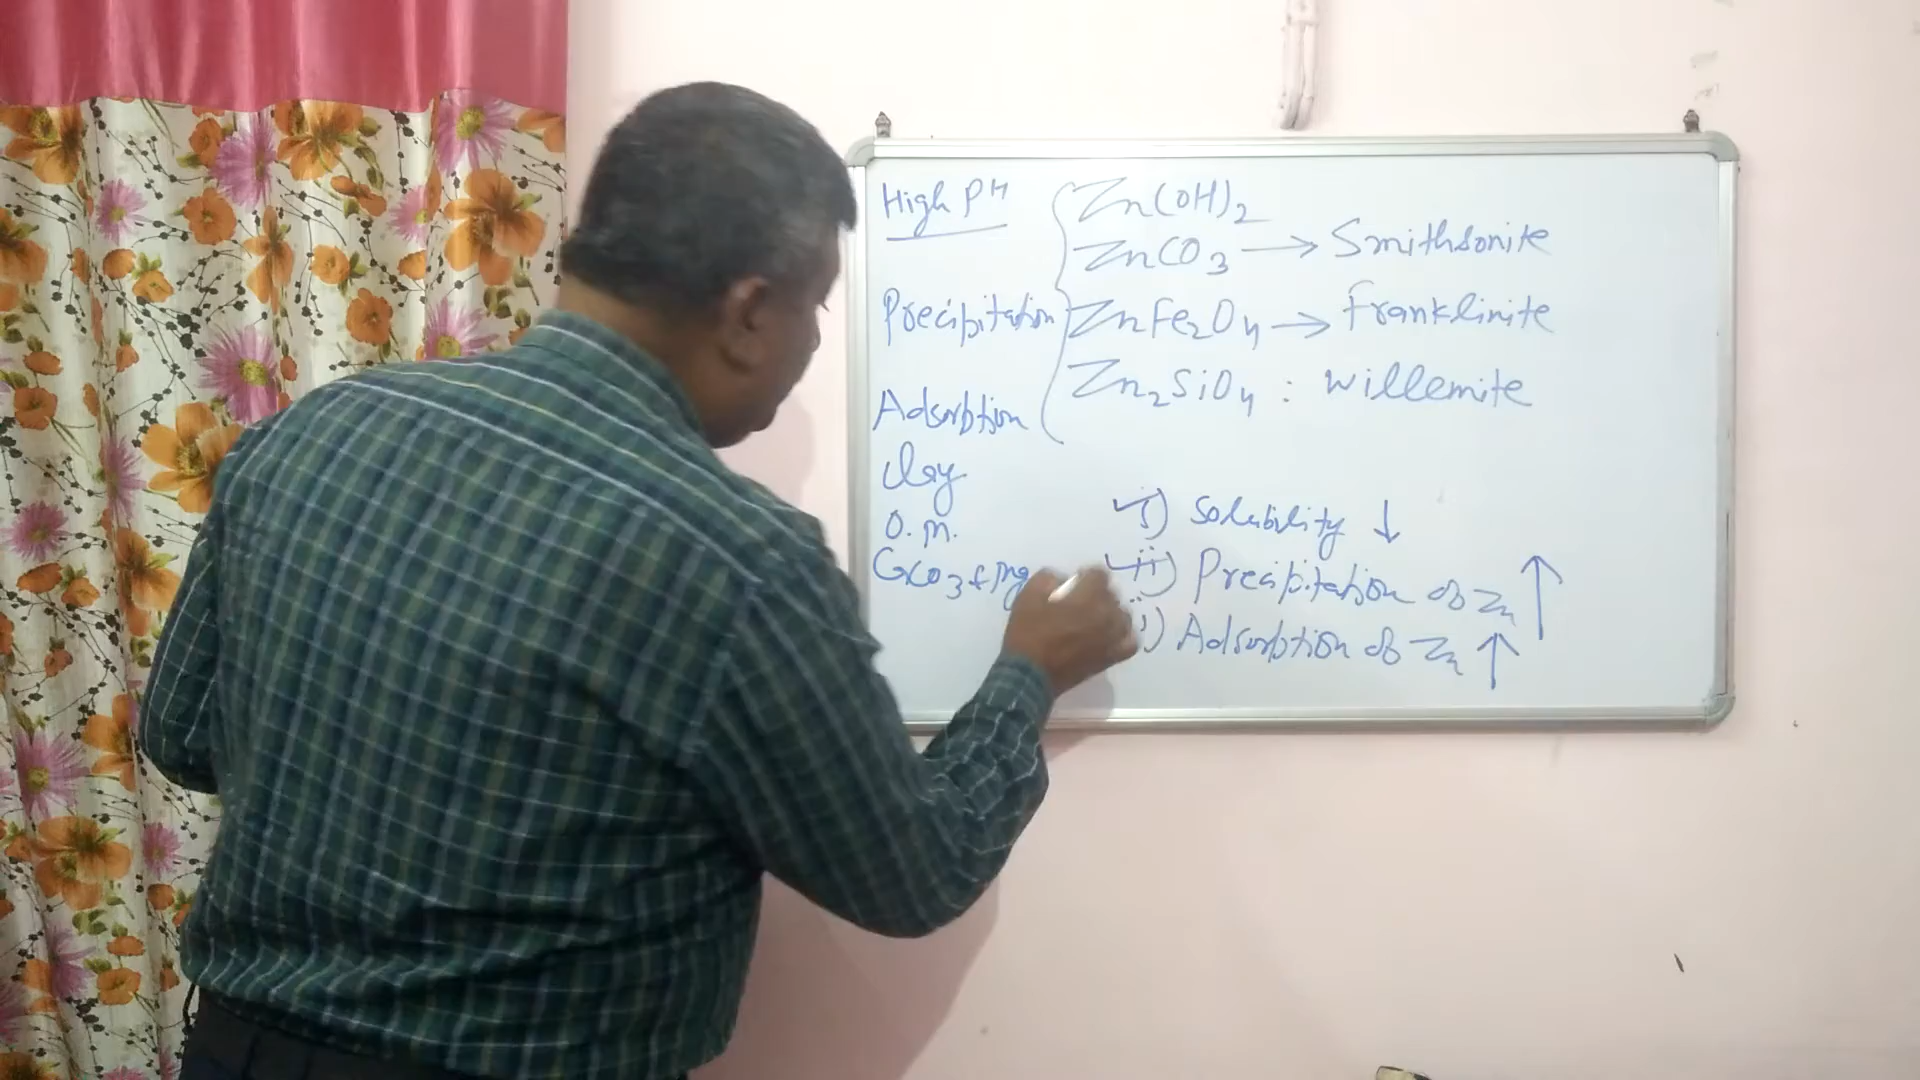 High PH
Precipitation
Adsorption
Clay
O.M.
CaCO3 & Mg
Zn(OH)2
ZnCO3 → Smithsonite
ZnFe2O4 → Franklinite
Zn2SiO4 : Willemite
i) Solubility ↓
ii) Precipitation of Zn ↑
i) Adsorption of Zn ↑